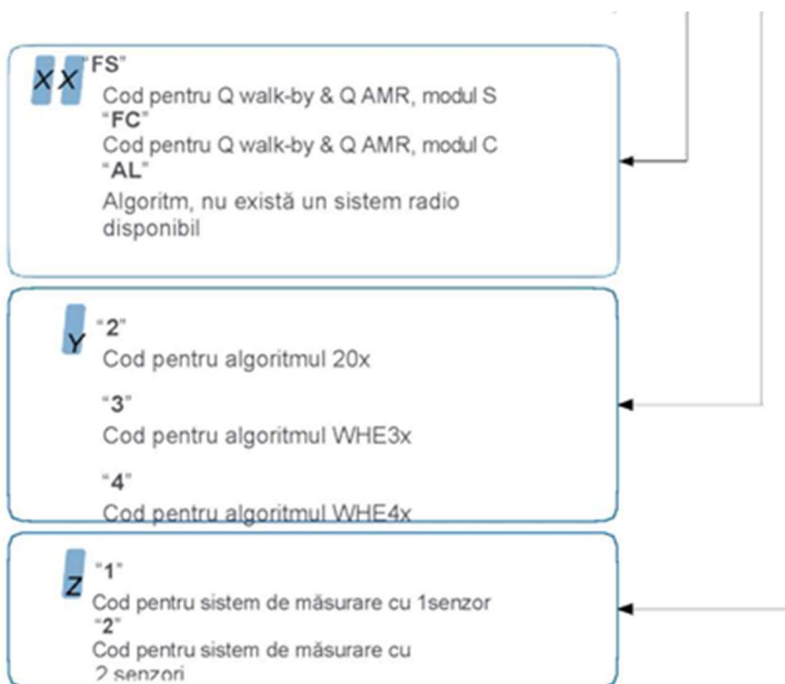 XX "FS"
Cod pentru Q walk-by & Q AMR, modul S
"FC"
Cod pentru Q walk-by & Q AMR, modul C
"AL"
Algoritm, nu există un sistem radio
disponibil
Y "2"
Cod pentru algoritmul 20x
"3"
Cod pentru algoritmul WHE3x
"4"
Cod pentru algoritmul WHE4x
Z "1"
Cod pentru sistem de măsurare cu 1senzor
"2"
Cod pentru sistem de măsurare cu
2 senzori